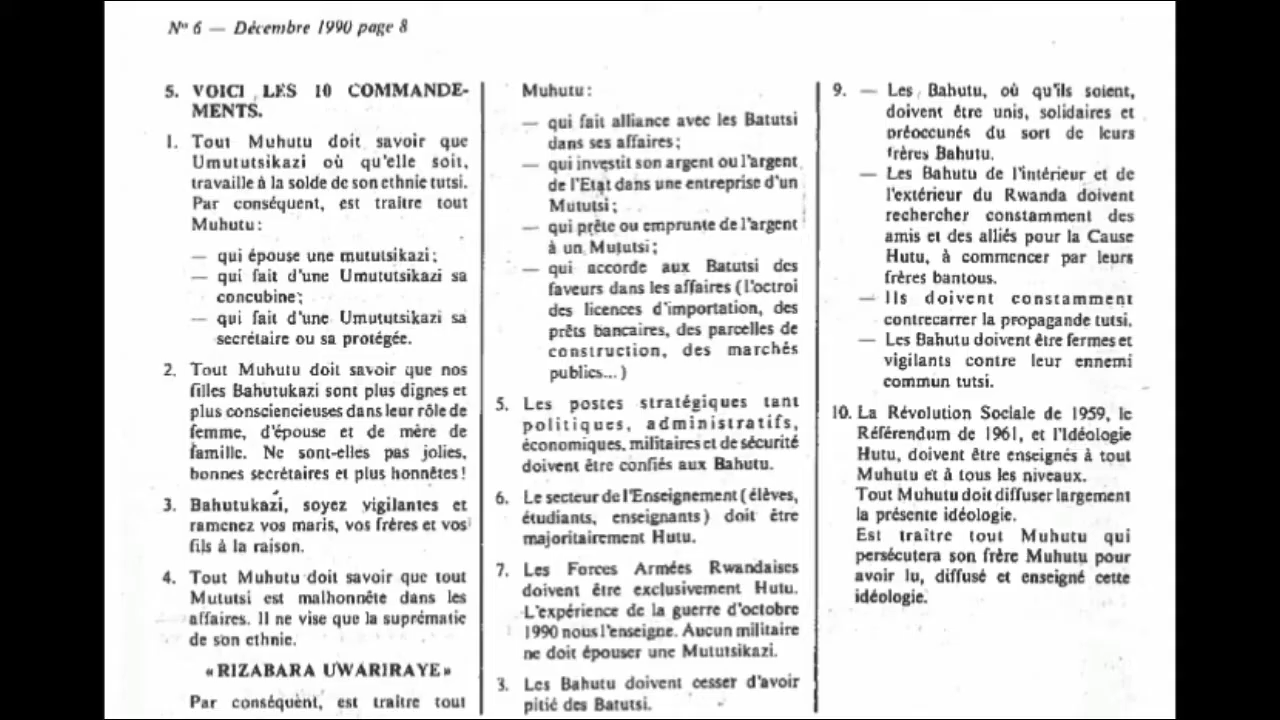 Nº 6 — Décembre 1990 page 8
5. VOICI LES 10 COMMANDE-
MENTS.
1. Tout Muhutu doit savoir que
Umututsikazi où qu'elle soit,
travaille à la solde de son ethnie tutsi.
Par conséquent, est traître tout
Muhutu :
— qui épouse une mututsikazi;
— qui fait d'une Umututsikazi sa
concubine;
— qui fait d'une Umututsikazi sa
secrétaire ou sa protégée.
2. Tout Muhutu doit savoir que nos
filles Bahutukazi sont plus dignes et
plus consciencieuses dans leur rôle de
femme, d'épouse et de mère de
famille. Ne sont-elles pas jolies,
bonnes secrétaires et plus honnêtes !
3. Bahutukazi, soyez vigilantes et
ramenez vos maris, vos frères et vos
fils à la raison.
4. Tout Muhutu doit savoir que tout
Mututsi est malhonnête dans les
affaires. Il ne vise que la suprématie
de son ethnie.
«RIZABARA UWARIRAYE»
Par conséquent, est traître tout
Muhutu :
— qui fait alliance avec les Batutsi
dans ses affaires;
— qui investit son argent ou l'argent
de l'Etat dans une entreprise d'un
Mututsi;
— qui prête ou emprunte de l'argent
à un Mututsi;
— qui accorde aux Batutsi des
faveurs dans les affaires (l'octroi
des licences d'importation, des
prêts bancaires, des parcelles de
construction, des marchés
publics...)
5. Les postes stratégiques tant
politiques, administratifs,
économiques, militaires et de sécurité
doivent être confiés aux Bahutu.
6. Le secteur de l'Enseignement (élèves,
étudiants, enseignants) doit être
majoritairement Hutu.
7. Les Forces Armées Rwandaises
doivent être exclusivement Hutu.
L'expérience de la guerre d'octobre
1990 nous l'enseigne. Aucun militaire
ne doit épouser une Mututsikazi.
3. Les Bahutu doivent cesser d'avoir
pitié des Batutsi.
9. — Les Bahutu, où qu'ils soient,
doivent être unis, solidaires et
préoccupés du sort de leurs
frères Bahutu.
— Les Bahutu de l'intérieur et de
l'extérieur du Rwanda doivent
rechercher constamment des
amis et des alliés pour la Cause
Hutu, à commencer par leurs
frères bantous.
— Ils doivent constamment
contrecarrer la propagande tutsi.
— Les Bahutu doivent être fermes et
vigilants contre leur ennemi
commun tutsi.
10. La Révolution Sociale de 1959, le
Référendum de 1961, et l'Idéologie
Hutu, doivent être enseignés à tout
Muhutu et à tous les niveaux.
Tout Muhutu doit diffuser largement
la présente idéologie.
Est traître tout Muhutu qui
persécutera son frère Muhutu pour
avoir lu, diffusé et enseigné cette
idéologie.